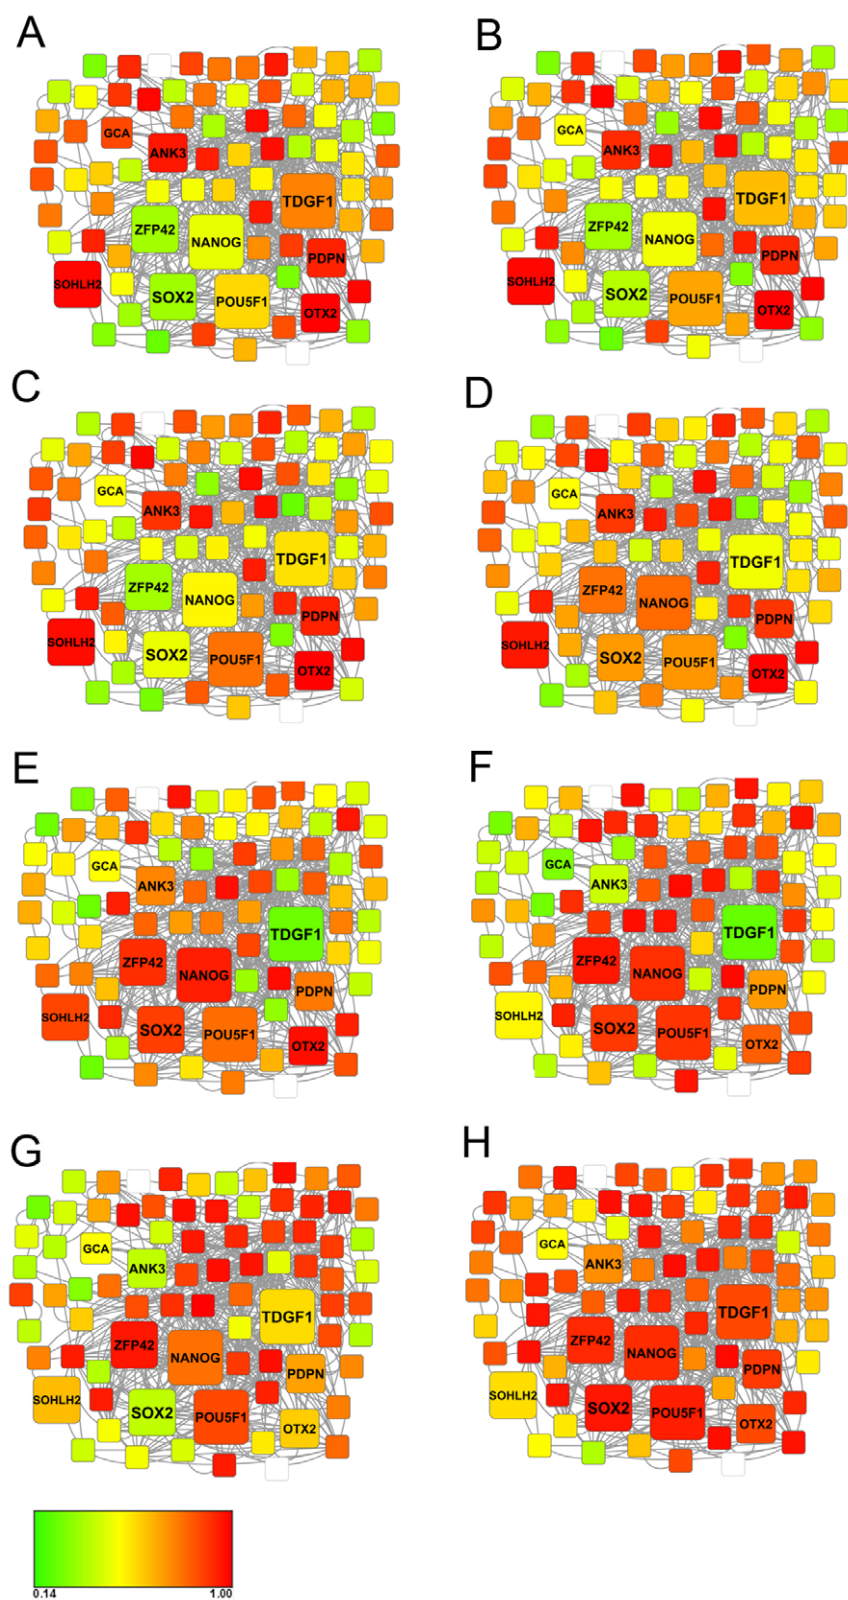 A
B
GCA
ANK3
TDGF1
ZFP42
NANOG
PDPN
SOHLH2
SOX2
POU5F1
OTX2
GCA
ANK3
TDGF1
ZFP42
NANOG
PDPN
SOHLH2
SOX2
POU5F1
OTX2
C
D
GCA
ANK3
TDGF1
ZFP42
NANOG
PDPN
SOHLH2
SOX2
POU5F1
OTX2
GCA
ANK3
TDGF1
ZFP42
NANOG
PDPN
SOHLH2
SOX2
POU5F1
OTX2
E
F
GCA
ANK3
TDGF1
ZFP42
NANOG
PDPN
SOHLH2
SOX2
POU5F1
OTX2
GCA
ANK3
TDGF1
ZFP42
NANOG
PDPN
SOHLH2
SOX2
POU5F1
OTX2
G
H
GCA
ANK3
TDGF1
ZFP42
NANOG
PDPN
SOHLH2
SOX2
POU5F1
OTX2
GCA
ANK3
TDGF1
ZFP42
NANOG
PDPN
SOHLH2
SOX2
POU5F1
OTX2
0.14 1.00